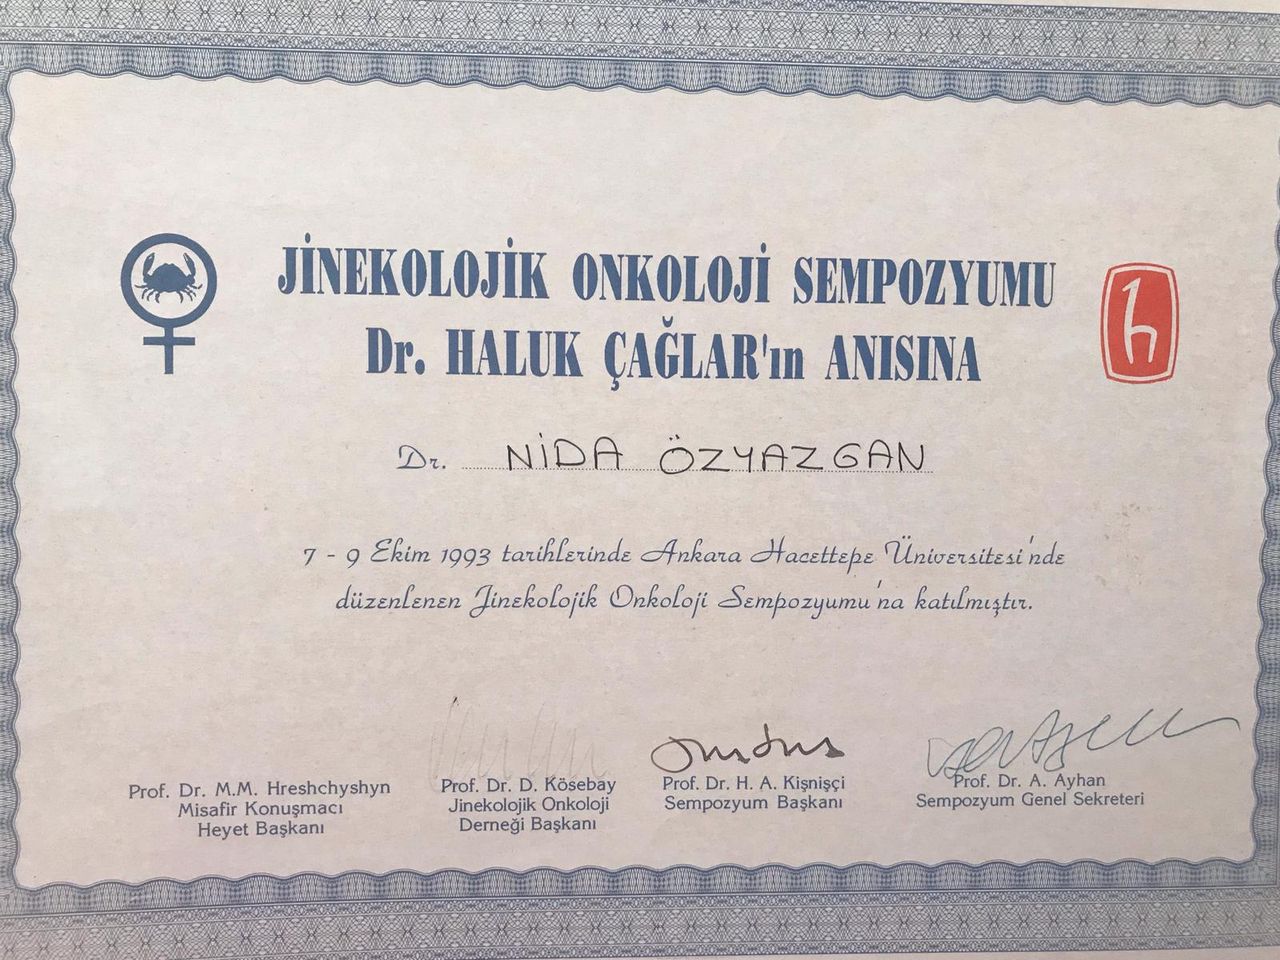 JİNEKOLOJİK ONKOLOJİ SEMPOZYUMU
Dr. HALUK ÇAĞLAR'ın ANISINA
h
Dr. NİDA ÖZYAZGAN
7 - 9 Ekim 1993 tarihlerinde Ankara Hacettepe Üniversitesi'nde
düzenlenen Jinekolojik Onkoloji Sempozyumu'na katılmıştır.
Prof. Dr. M.M. Hreshchyshyn
Misafir Konuşmacı
Heyet Başkanı
Prof. Dr. D. Kösebay
Jinekolojik Onkoloji
Derneği Başkanı
Prof. Dr. H. A. Kişnişçi
Sempozyum Başkanı
Prof. Dr. A. Ayhan
Sempozyum Genel Sekreteri